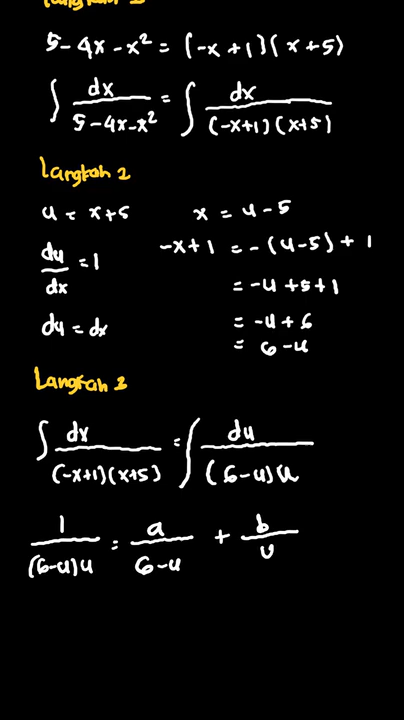 Langkah 1
5-4x-x² = (-x+1)(x+5)
∫ dx/(5-4x-x²) = ∫ dx/((-x+1)(x+5))
Langkah 2
u = x+5
x = u-5
du/dx = 1
-x+1 = -(u-5)+1
= -u+5+1
du = dx
= -u+6
= 6-u
Langkah 3
∫ dx/((-x+1)(x+5)) = ∫ du/((6-u)u)
1/((6-u)u) = a/(6-u) + b/u